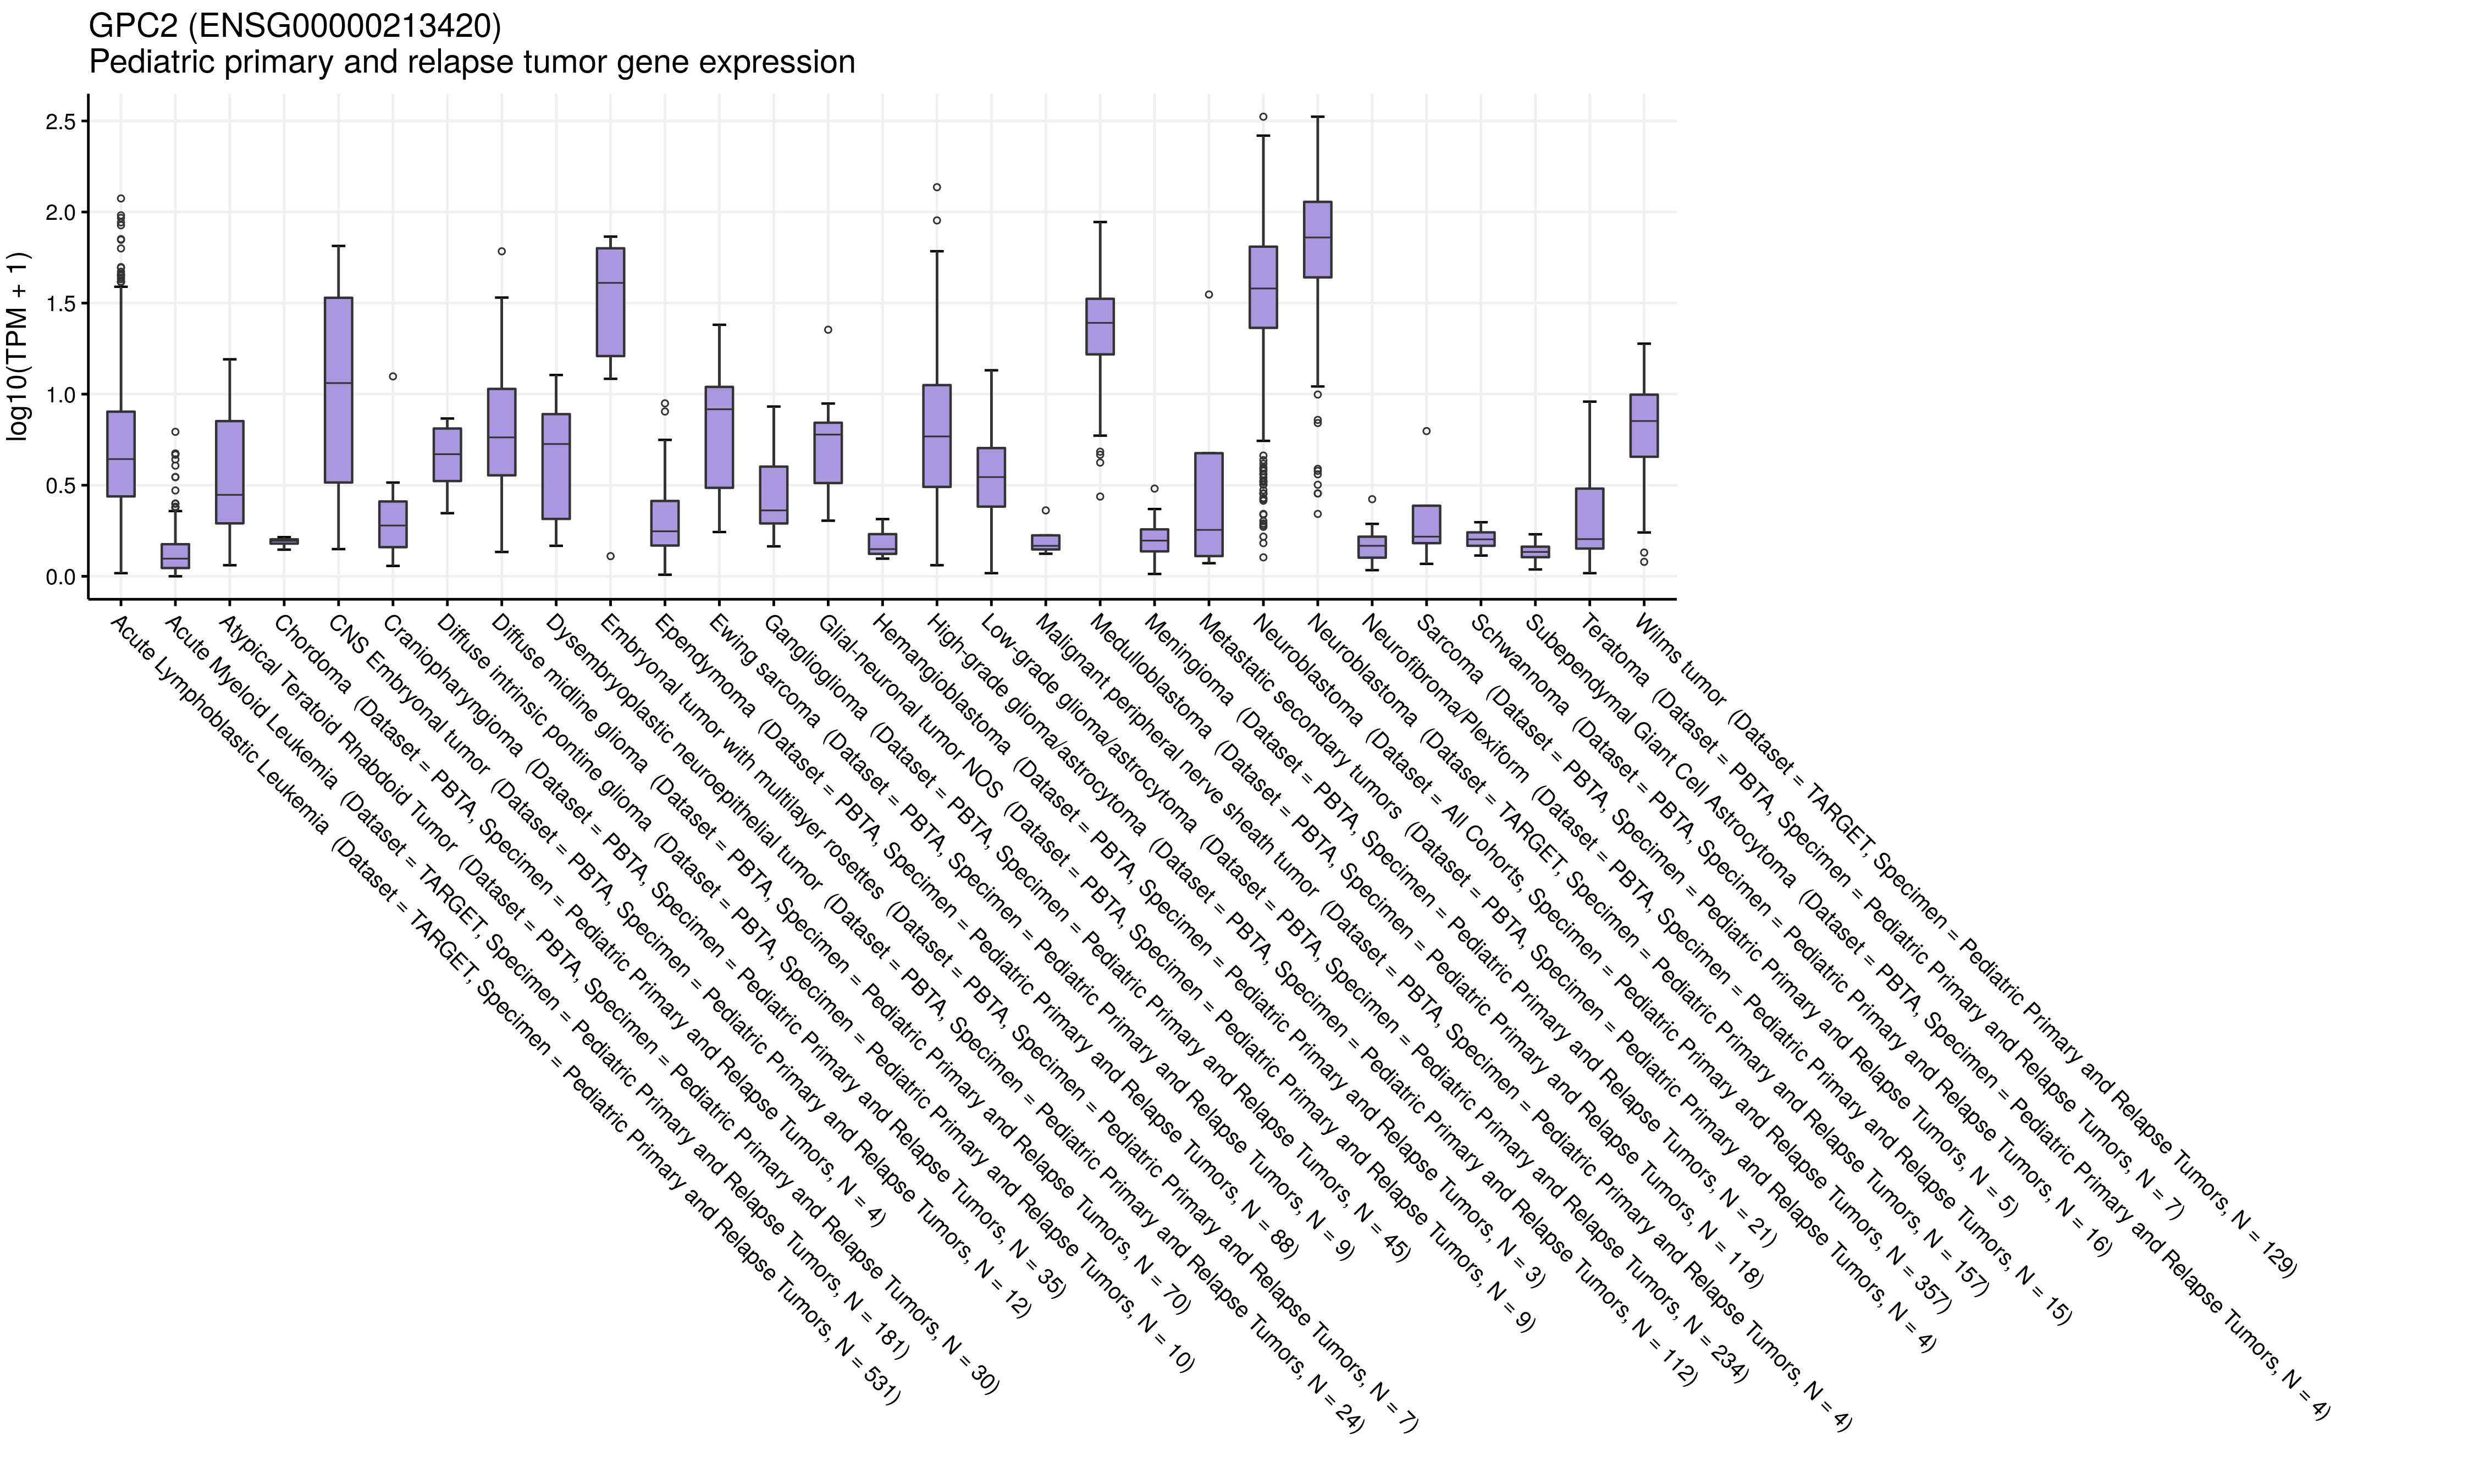 GPC2 (ENSG00000213420)
Pediatric primary and relapse tumor gene expression
log10(TPM + 1)
2.5
2.0
1.5
1.0
0.5
0.0
Acute Lymphoblastic Leukemia (Dataset = TARGET, Specimen = Pediatric Primary and Relapse Tumors, N = 531)
Acute Myeloid Leukemia (Dataset = TARGET, Specimen = Pediatric Primary and Relapse Tumors, N = 181)
Atypical Teratoid Rhabdoid Tumor (Dataset = PBTA, Specimen = Pediatric Primary and Relapse Tumors, N = 30)
Chordoma (Dataset = PBTA, Specimen = Pediatric Primary and Relapse Tumors, N = 4)
CNS Embryonal tumor (Dataset = PBTA, Specimen = Pediatric Primary and Relapse Tumors, N = 12)
Craniopharyngioma (Dataset = PBTA, Specimen = Pediatric Primary and Relapse Tumors, N = 35)
Diffuse intrinsic pontine glioma (Dataset = PBTA, Specimen = Pediatric Primary and Relapse Tumors, N = 10)
Diffuse midline glioma (Dataset = PBTA, Specimen = Pediatric Primary and Relapse Tumors, N = 70)
Dysembryoplastic neuroepithelial tumor (Dataset = PBTA, Specimen = Pediatric Primary and Relapse Tumors, N = 24)
Embryonal tumor with multilayer rosettes (Dataset = PBTA, Specimen = Pediatric Primary and Relapse Tumors, N = 7)
Ependymoma (Dataset = PBTA, Specimen = Pediatric Primary and Relapse Tumors, N = 88)
Ewing sarcoma (Dataset = PBTA, Specimen = Pediatric Primary and Relapse Tumors, N = 9)
Ganglioglioma (Dataset = PBTA, Specimen = Pediatric Primary and Relapse Tumors, N = 45)
Glial-neuronal tumor NOS (Dataset = PBTA, Specimen = Pediatric Primary and Relapse Tumors, N = 9)
Hemangioblastoma (Dataset = PBTA, Specimen = Pediatric Primary and Relapse Tumors, N = 3)
High-grade glioma/astrocytoma (Dataset = PBTA, Specimen = Pediatric Primary and Relapse Tumors, N = 112)
Low-grade glioma/astrocytoma (Dataset = PBTA, Specimen = Pediatric Primary and Relapse Tumors, N = 234)
Malignant peripheral nerve sheath tumor (Dataset = PBTA, Specimen = Pediatric Primary and Relapse Tumors, N = 4)
Medulloblastoma (Dataset = PBTA, Specimen = Pediatric Primary and Relapse Tumors, N = 118)
Meningioma (Dataset = PBTA, Specimen = Pediatric Primary and Relapse Tumors, N = 21)
Metastatic secondary tumors (Dataset = PBTA, Specimen = Pediatric Primary and Relapse Tumors, N = 4)
Neuroblastoma (Dataset = All Cohorts, Specimen = Pediatric Primary and Relapse Tumors, N = 357)
Neuroblastoma (Dataset = TARGET, Specimen = Pediatric Primary and Relapse Tumors, N = 157)
Neurofibroma/Plexiform (Dataset = PBTA, Specimen = Pediatric Primary and Relapse Tumors, N = 15)
Sarcoma (Dataset = PBTA, Specimen = Pediatric Primary and Relapse Tumors, N = 5)
Schwannoma (Dataset = PBTA, Specimen = Pediatric Primary and Relapse Tumors, N = 16)
Subependymal Giant Cell Astrocytoma (Dataset = PBTA, Specimen = Pediatric Primary and Relapse Tumors, N = 4)
Teratoma (Dataset = PBTA, Specimen = Pediatric Primary and Relapse Tumors, N = 7)
Wilms tumor (Dataset = TARGET, Specimen = Pediatric Primary and Relapse Tumors, N = 129)